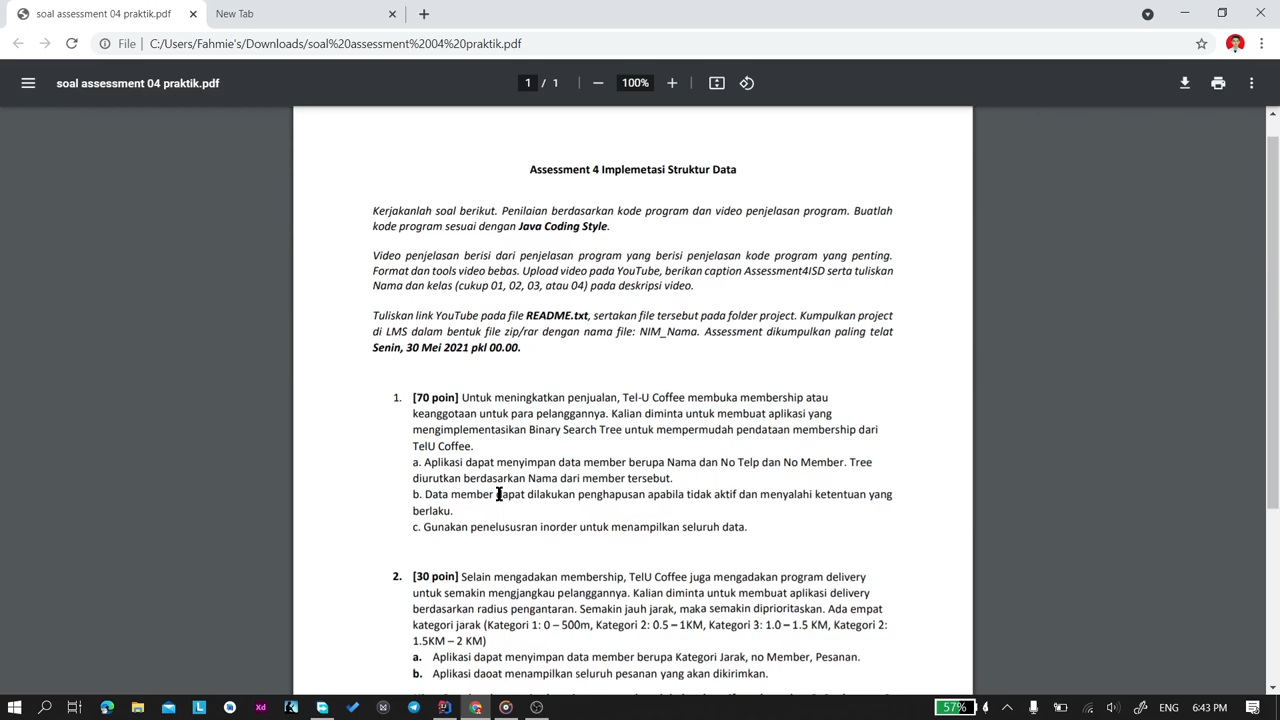 soal assessment 04 praktik.pdf
New Tab
File
C:/Users/Fahmie's/Downloads/soal%20assessment%2004%20praktik.pdf
soal assessment 04 praktik.pdf
1 / 1
100%
Assessment 4 Implemetasi Struktur Data
Kerjakanlah soal berikut. Penilaian berdasarkan kode program dan video penjelasan program. Buatlah
kode program sesuai dengan Java Coding Style.
Video penjelasan berisi dari penjelasan program yang berisi penjelasan kode program yang penting.
Format dan tools video bebas. Upload video pada YouTube, berikan caption Assessment4ISD serta tuliskan
Nama dan kelas (cukup 01, 02, 03, atau 04) pada deskripsi video.
Tuliskan link YouTube pada file README.txt, sertakan file tersebut pada folder project. Kumpulkan project
di LMS dalam bentuk file zip/rar dengan nama file: NIM_Nama. Assessment dikumpulkan paling telat
Senin, 30 Mei 2021 pkl 00.00.
1. [70 poin] Untuk meningkatkan penjualan, Tel-U Coffee membuka membership atau
keanggotaan untuk para pelanggannya. Kalian diminta untuk membuat aplikasi yang
mengimplementasikan Binary Search Tree untuk mempermudah pendataan membership dari
TelU Coffee.
a. Aplikasi dapat menyimpan data member berupa Nama dan No Telp dan No Member. Tree
diurutkan berdasarkan Nama dari member tersebut.
b. Data member dapat dilakukan penghapusan apabila tidak aktif dan menyalahi ketentuan yang
berlaku.
c. Gunakan penelususran inorder untuk menampilkan seluruh data.
2. [30 poin] Selain mengadakan membership, TelU Coffee juga mengadakan program delivery
untuk semakin mengjangkau pelanggannya. Kalian diminta untuk membuat aplikasi delivery
berdasarkan radius pengantaran. Semakin jauh jarak, maka semakin diprioritaskan. Ada empat
kategori jarak (Kategori 1: 0 – 500m, Kategori 2: 0.5 – 1KM, Kategori 3: 1.0 – 1.5 KM, Kategori 2:
1.5KM – 2 KM)
a. Aplikasi dapat menyimpan data member berupa Kategori Jarak, no Member, Pesanan.
b. Aplikasi daoat menampilkan seluruh pesanan yang akan dikirimkan.
57%
ENG
6:43 PM